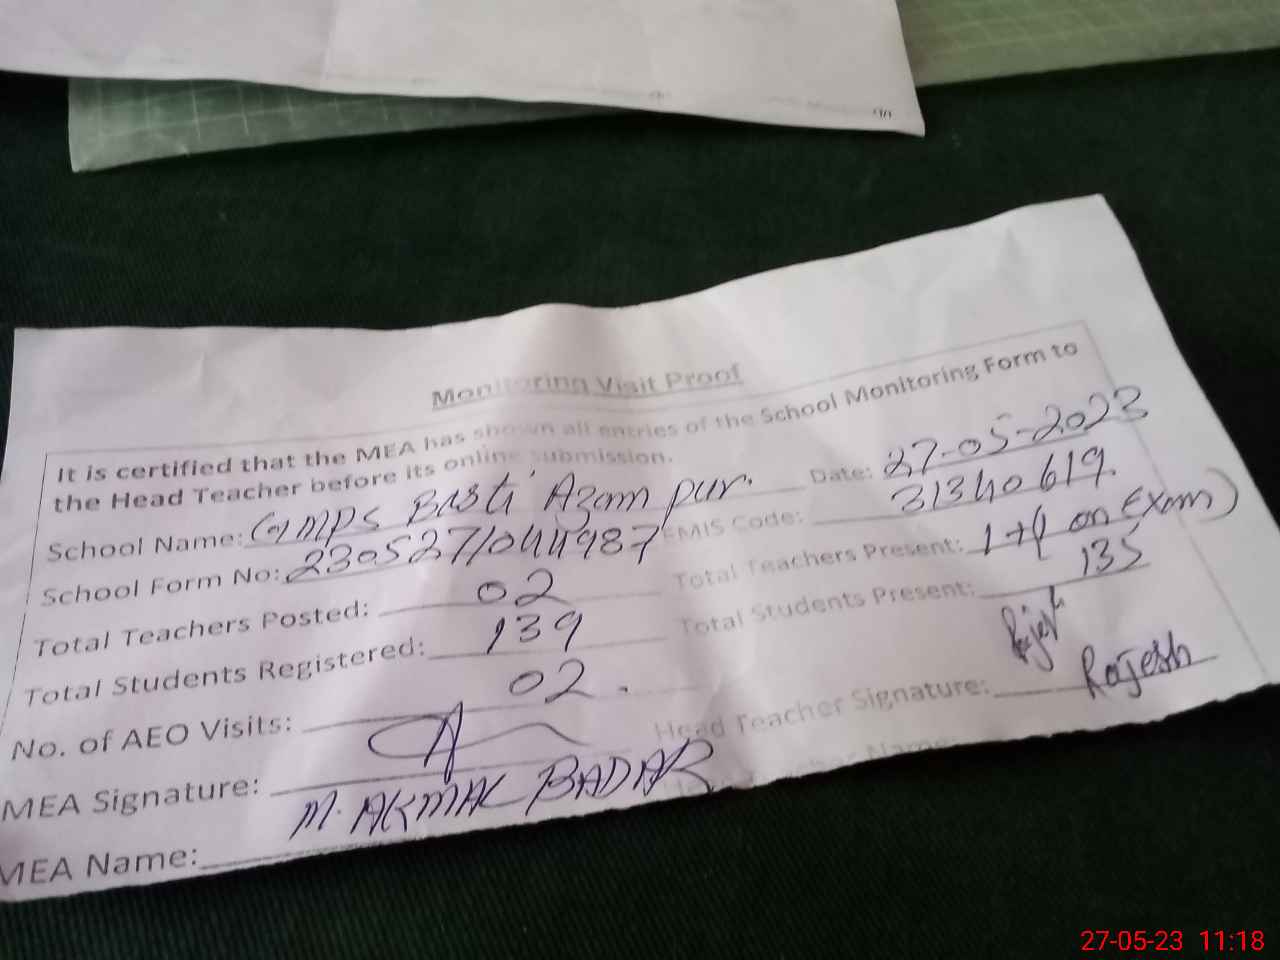 Monitoring Visit Proof
It is certified that the MEA has shown all entries of the School Monitoring Form to
the Head Teacher before its online submission.
School Name: GMPS Basti Azam pur. Date: 27-05-2023
School Form No: 230527/044987 EMIS Code: 31340619
Total Teachers Posted: 02 Total Teachers Present: 1+(1 on Exam)
Total Students Registered: 139 Total Students Present: 135
No. of AEO Visits: 02.
MEA Signature: Head Teacher Signature: Rajesh
MEA Name: M. AKMAL BADAR
27-05-23 11:18